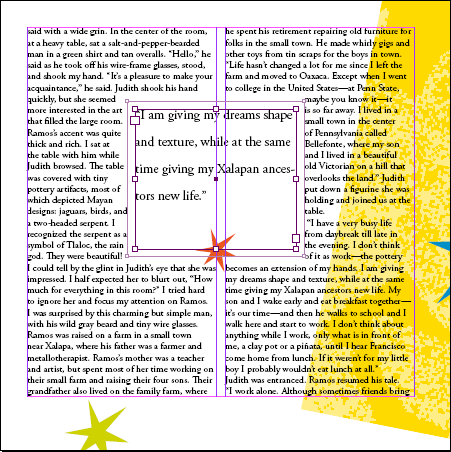 said with a wide grin. In the center of the room,
at a heavy table, sat a salt-and-pepper-bearded
man in a green shirt and tan overalls. “Hello,” he
said as he took off his wire-frame glasses, stood,
and shook my hand. “It’s a pleasure to make your
acquaintance,” he said. Judith shook his hand
quickly, but she seemed
more interested in the art
that filled the large room.
Ramos’s accent was quite
thick and rich. I sat at
the table with him while
Judith browsed. The table
was covered with tiny
pottery artifacts, most of
which depicted Mayan
designs: jaguars, birds, and
a two-headed serpent. I
recognized the serpent as a
symbol of Tlaloc, the rain
god. They were beautiful!
I could tell by the glint in Judith’s eye that she was
impressed. I half expected her to blurt out, “How
much for everything in this room?” I tried hard
to ignore her and focus my attention on Ramos.
I was surprised by this charming but simple man,
with his wild gray beard and tiny wire glasses.
Ramos was raised on a farm in a small town
near Xalapa, where his father was a farmer and
metallotherapist. Ramos’s mother was a teacher
and artist, but spent most of her time working on
their small farm and raising their four sons. Their
grandfather also lived on the family farm, where
“I am giving my dreams shape
and texture, while at the same
time giving my Xalapan ances-
tors new life.”
he spent his retirement repairing old furniture for
folks in the small town. He made whirly gigs and
other toys from tin scraps for the boys in town.
“Life hasn’t changed a lot for me since I left the
farm and moved to Oaxaca. Except when I went
to college in the United States—at Penn State,
maybe you know it—it
is so far away. I lived in a
small town in the center
of Pennsylvania called
Bellefonte, where my son
and I lived in a beautiful
old Victorian on a hill that
overlooks the land.” Judith
put down a figurine she was
holding and joined us at the
table.
“I have a very busy life
from daybreak till late in
the evening. I don’t think
of it as work—the pottery
becomes an extension of my hands. I am giving
my dreams shape and texture, while at the same
time giving my Xalapan ancestors new life. My
son and I wake early and eat breakfast together—
it’s our time—and then he walks to school and I
walk here and start to work. I don’t think about
anything while I work, only what is in front of
me, a clay pot or a piñata, until I hear Francisco
come home from lunch. If it weren’t for my little
boy I probably wouldn’t eat lunch at all.”
Judith was entranced. Ramos resumed his tale.
“I work alone. Although sometimes friends bring